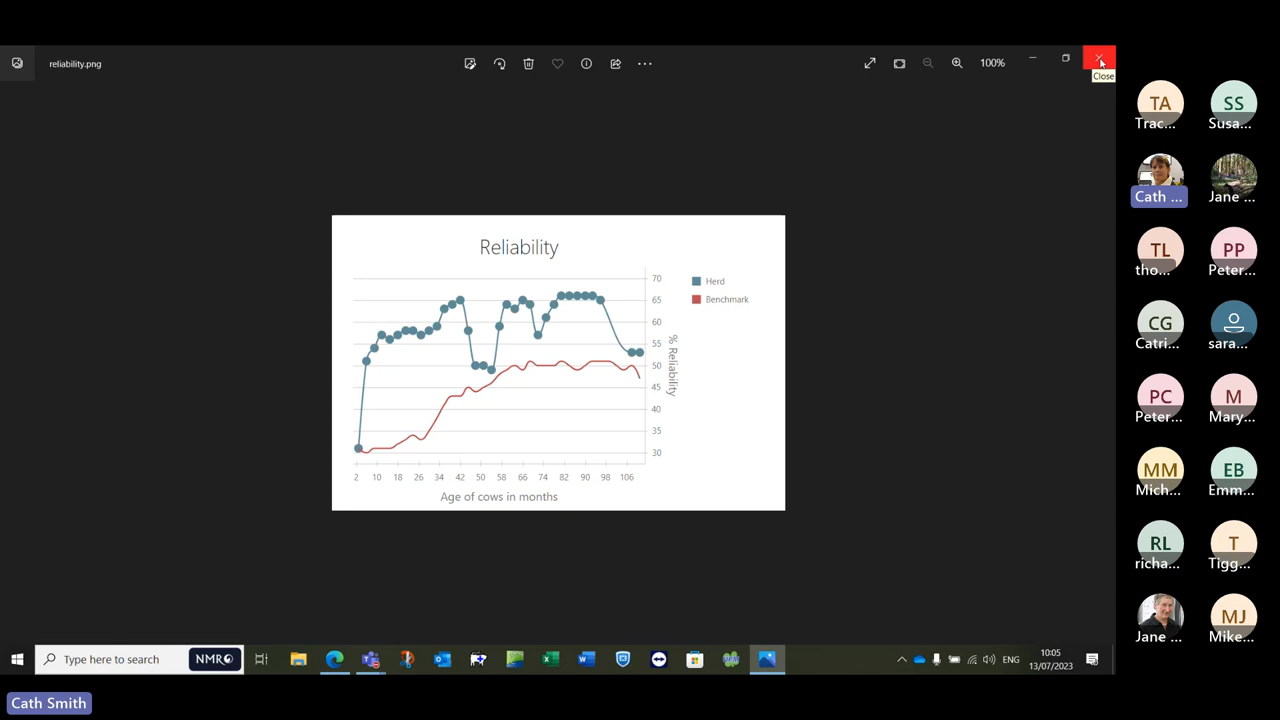 reliability.png
100%
Close
Reliability
Herd
Benchmark
70
65
60
55
50
45
40
35
30
% Reliability
2 10 18 26 34 42 50 58 66 74 82 90 98 106
Age of cows in months
TA SS
Trac... Susa...
Cath ... Jane ...
TL PP
tho... Peter...
CG
Catri... sara...
PC M
Peter... Mary...
MM EB
Mich... Emm...
RL T
richa... Tigg...
MJ
Jane ... Mike...
Type here to search
NMR
ENG
10:05
13/07/2023
Cath Smith